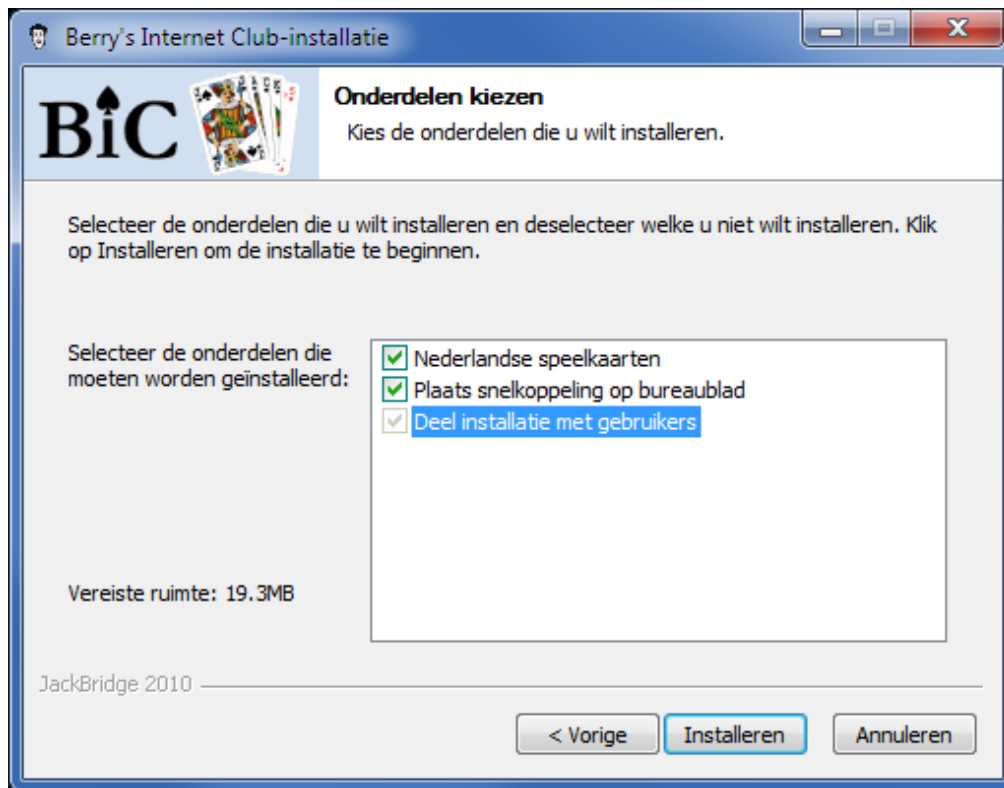 Berry's Internet Club-installatie
BiC
Onderdelen kiezen
Kies de onderdelen die u wilt installeren.
Selecteer de onderdelen die u wilt installeren en deselecteer welke u niet wilt installeren. Klik
op Installeren om de installatie te beginnen.
Selecteer de onderdelen die
moeten worden geïnstalleerd:
Nederlandse speelkaarten
Plaats snelkoppeling op bureaublad
Deel installatie met gebruikers
Vereiste ruimte: 19.3MB
JackBridge 2010
< Vorige
Installeren
Annuleren